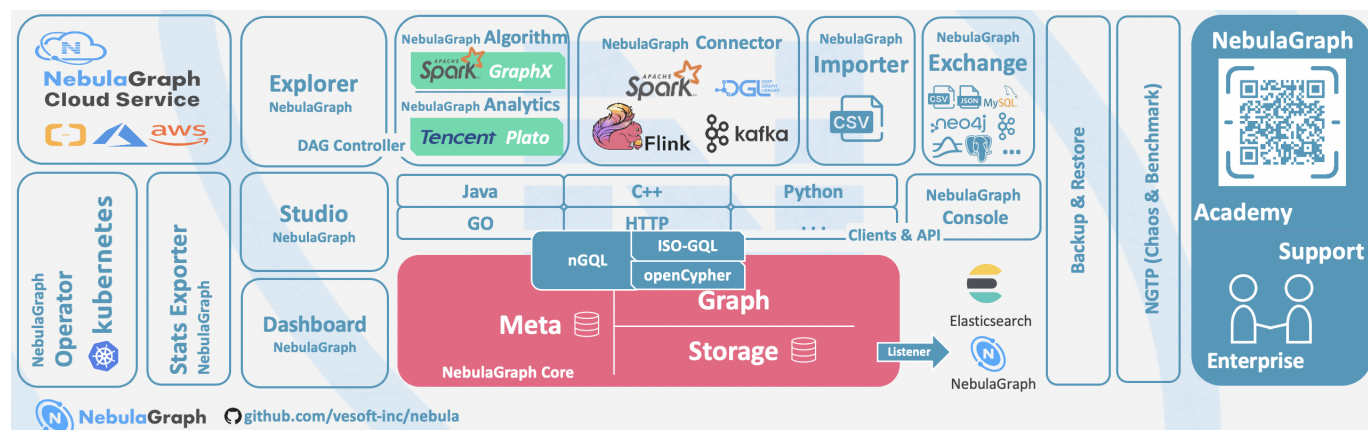 NebulaGraph
Cloud Service
aws
Explorer
NebulaGraph
DAG Controller
NebulaGraph Algorithm
APACHE
Spark GraphX
NebulaGraph Analytics
Tencent Plato
NebulaGraph Connector
APACHE
Spark
DGL
DEEP
GRAPH
LIBRARY
Flink
kafka
NebulaGraph
Importer
CSV
NebulaGraph
Exchange
CSV
JSON
MySQL
neo4j
...
Backup & Restore
NGTP (Chaos & Benchmark)
NebulaGraph
Academy
Support
Enterprise
NebulaGraph
Operator
kubernetes
Stats Exporter
NebulaGraph
Studio
NebulaGraph
Dashboard
NebulaGraph
Java
C++
Python
GO
HTTP
...
NebulaGraph
Console
Clients & API
nGQL
ISO-GQL
openCypher
Meta
Graph
Storage
NebulaGraph Core
Listener
Elasticsearch
NebulaGraph
NebulaGraph
github.com/vesoft-inc/nebula